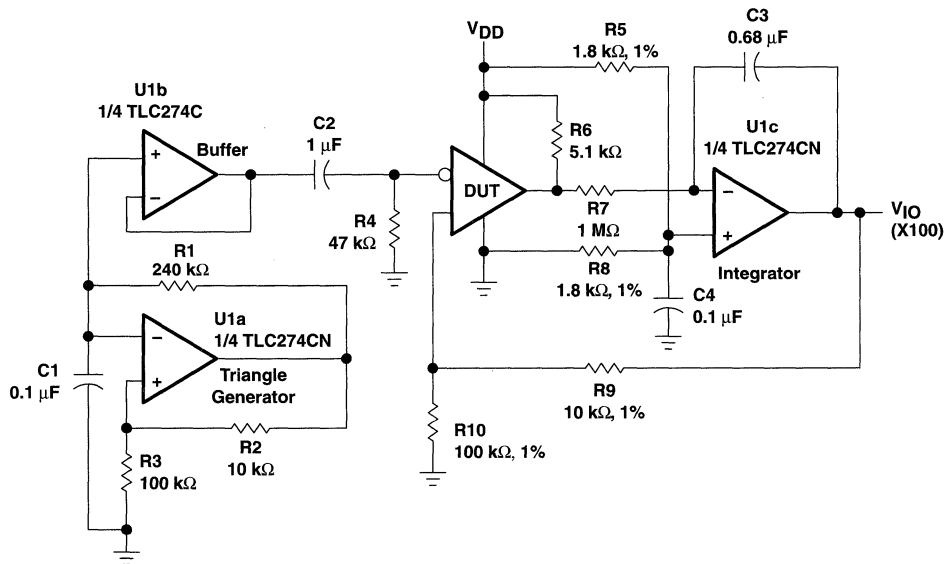 U1b
1/4 TLC274C
Buffer
+
−
C2
1 μF
R4
47 kΩ
R1
240 kΩ
U1a
1/4 TLC274CN
−
+
Triangle
Generator
C1
0.1 μF
R2
10 kΩ
R3
100 kΩ
VDD
R5
1.8 kΩ, 1%
C3
0.68 μF
R6
5.1 kΩ
U1c
1/4 TLC274CN
DUT
R7
1 MΩ
−
+
VIO
(X100)
R8
1.8 kΩ, 1%
Integrator
C4
0.1 μF
R9
10 kΩ, 1%
R10
100 kΩ, 1%